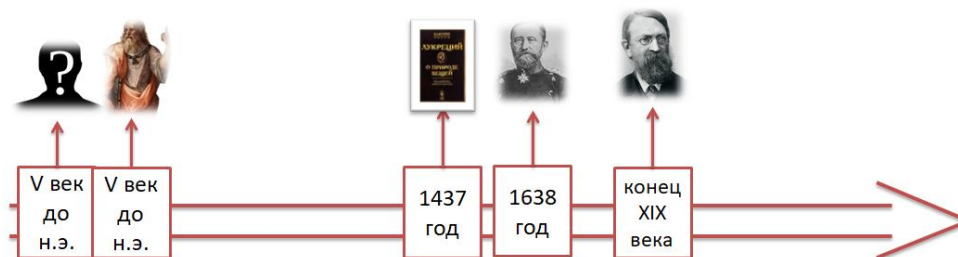 ?
ЛУКРЕЦИЙ
О ПРИРОДЕ
ВЕЩЕЙ
V век
до
н.э.
V век
до
н.э.
1437
год
1638
год
конец
XIX
века